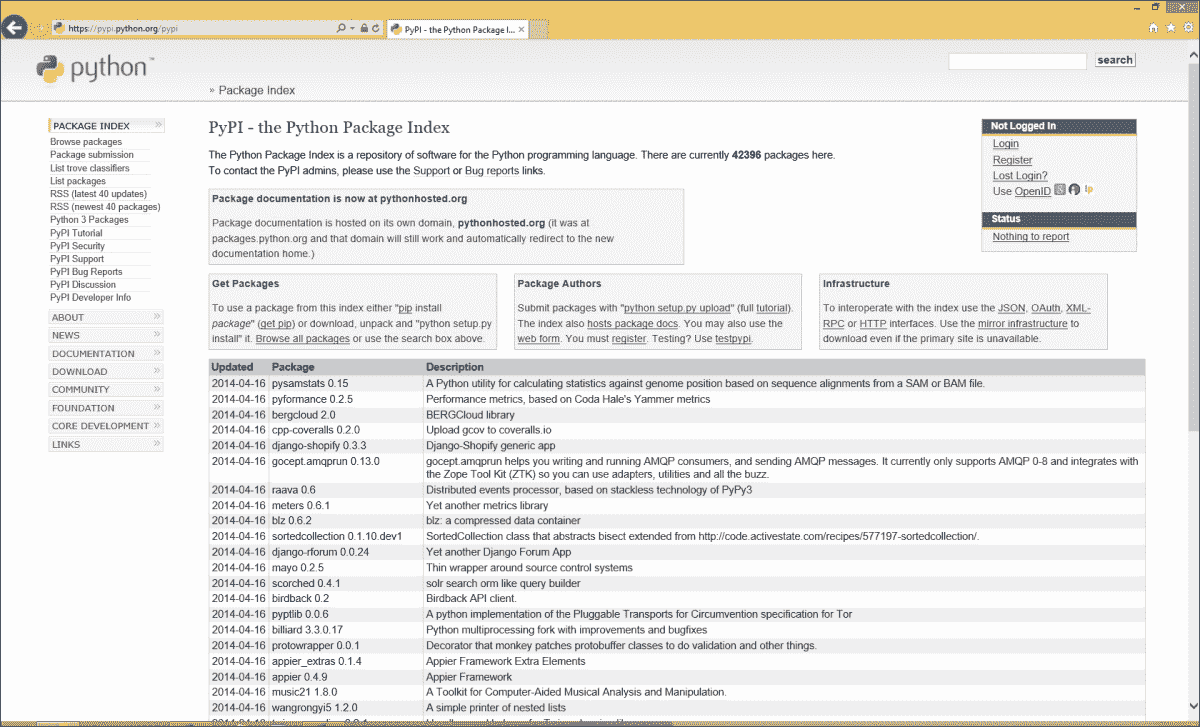 https://pypi.python.org/pypi
PyPI - the Python Package I...
python™
search
» Package Index
PACKAGE INDEX »
Browse packages
Package submission
List trove classifiers
List packages
RSS (latest 40 updates)
RSS (newest 40 packages)
Python 3 Packages
PyPI Tutorial
PyPI Security
PyPI Support
PyPI Bug Reports
PyPI Discussion
PyPI Developer Info
ABOUT »
NEWS »
DOCUMENTATION »
DOWNLOAD »
COMMUNITY »
FOUNDATION »
CORE DEVELOPMENT »
LINKS »
PyPI - the Python Package Index
The Python Package Index is a repository of software for the Python programming language. There are currently 42396 packages here.
To contact the PyPI admins, please use the Support or Bug reports links.
Not Logged In
Login
Register
Lost Login?
Use OpenID
Status
Nothing to report
Package documentation is now at pythonhosted.org
Package documentation is hosted on its own domain, pythonhosted.org (it was at
packages.python.org and that domain will still work and automatically redirect to the new
documentation home.)
Get Packages
To use a package from this index either "pip install
package" (get pip) or download, unpack and "python setup.py
install" it. Browse all packages or use the search box above.
Package Authors
Submit packages with "python setup.py upload" (full tutorial).
The index also hosts package docs. You may also use the
web form. You must register. Testing? Use testpypi.
Infrastructure
To interoperate with the index use the JSON, OAuth, XML-
RPC or HTTP interfaces. Use the mirror infrastructure to
download even if the primary site is unavailable.
Updated Package Description
2014-04-16 pysamstats 0.15 A Python utility for calculating statistics against genome position based on sequence alignments from a SAM or BAM file.
2014-04-16 pyformance 0.2.5 Performance metrics, based on Coda Hale's Yammer metrics
2014-04-16 bergcloud 2.0 BERGCloud library
2014-04-16 cpp-coveralls 0.2.0 Upload gcov to coveralls.io
2014-04-16 django-shopify 0.3.3 Django-Shopify generic app
2014-04-16 gocept.amqprun 0.13.0 gocept.amqprun helps you writing and running AMQP consumers, and sending AMQP messages. It currently only supports AMQP 0-8 and integrates with
the Zope Tool Kit (ZTK) so you can use adapters, utilities and all the buzz.
2014-04-16 raava 0.6 Distributed events processor, based on stackless technology of PyPy3
2014-04-16 meters 0.6.1 Yet another metrics library
2014-04-16 blz 0.6.2 blz: a compressed data container
2014-04-16 sortedcollection 0.1.10.dev1 SortedCollection class that abstracts bisect extended from http://code.activestate.com/recipes/577197-sortedcollection/.
2014-04-16 django-rforum 0.0.24 Yet another Django Forum App
2014-04-16 mayo 0.2.5 Thin wrapper around source control systems
2014-04-16 scorched 0.4.1 solr search orm like query builder
2014-04-16 birdback 0.2 Birdback API client.
2014-04-16 pyptlib 0.0.6 A python implementation of the Pluggable Transports for Circumvention specification for Tor
2014-04-16 billiard 3.3.0.17 Python multiprocessing fork with improvements and bugfixes
2014-04-16 protowrapper 0.0.1 Decorator that monkey patches protobuffer classes to do validation and other things.
2014-04-16 appier_extras 0.1.4 Appier Framework Extra Elements
2014-04-16 appier 0.4.9 Appier Framework
2014-04-16 music21 1.8.0 A Toolkit for Computer-Aided Musical Analysis and Manipulation.
2014-04-16 wangrongyi5 1.2.0 A simple printer of nested lists